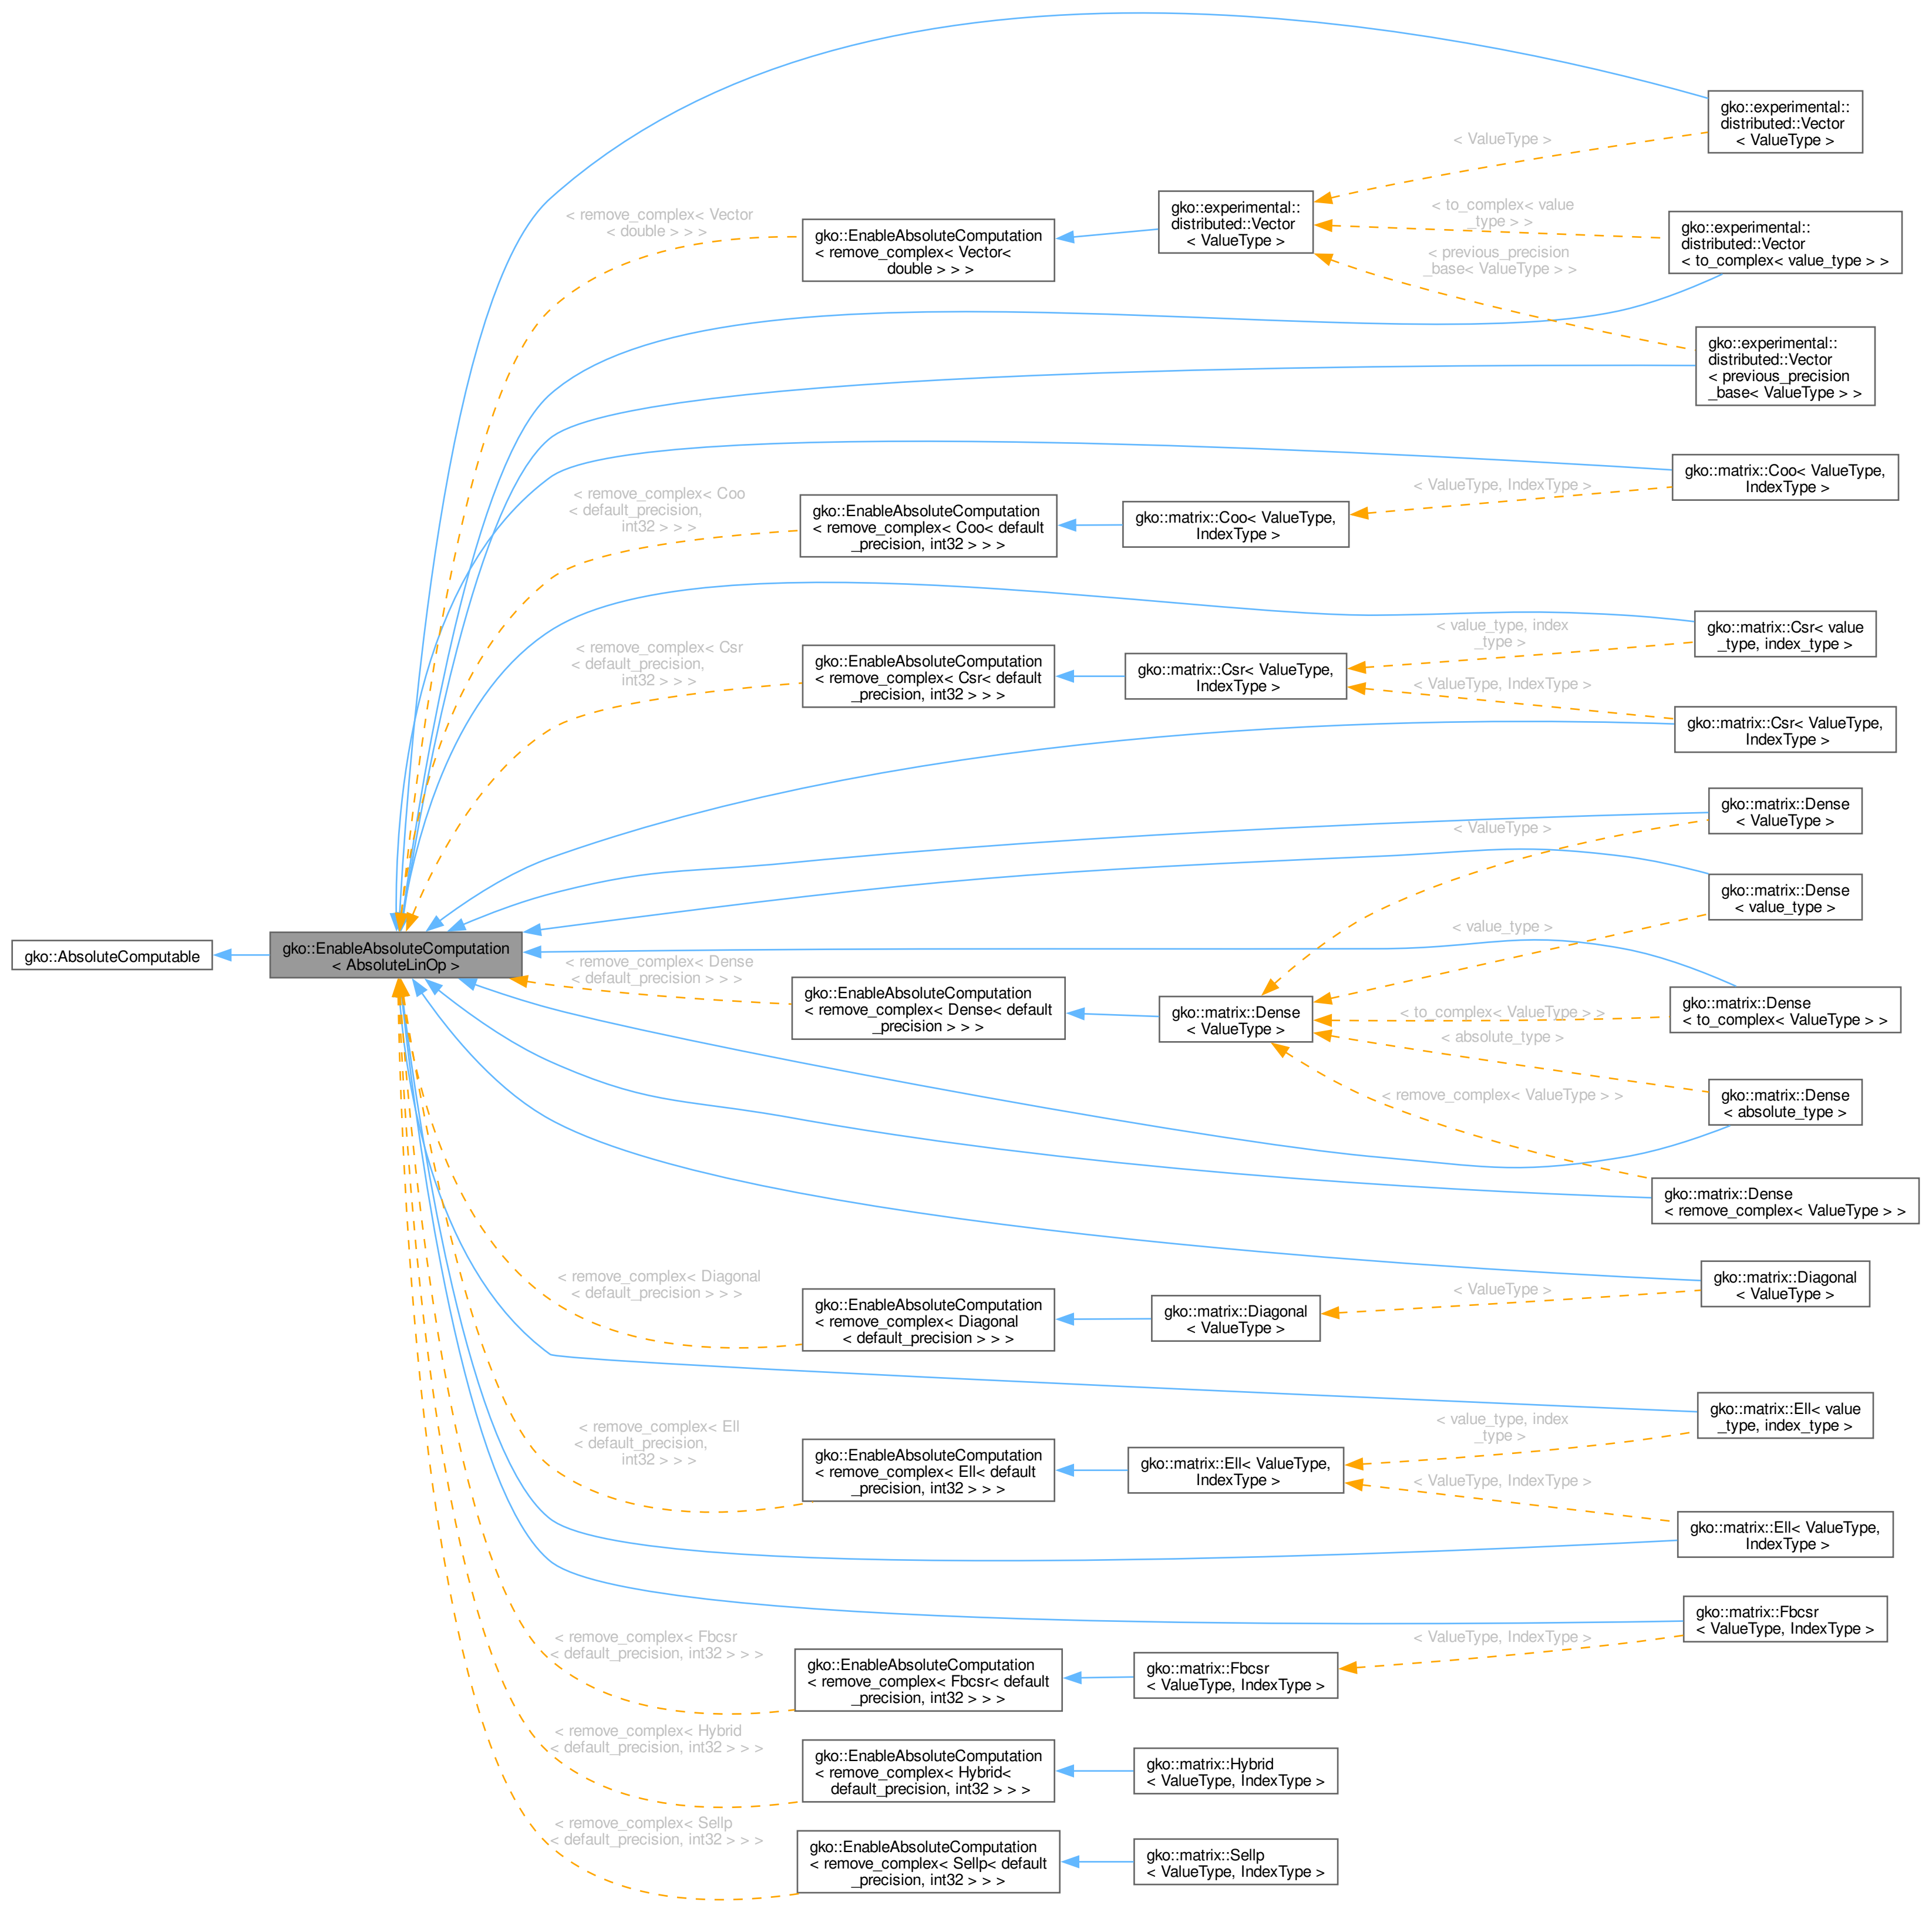 gko::AbsoluteComputable
gko::EnableAbsoluteComputation
< AbsoluteLinOp >
< remove_complex< Vector
< double > > >
gko::EnableAbsoluteComputation
< remove_complex< Vector<
double > > >
gko::experimental::
distributed::Vector
< ValueType >
< ValueType >
gko::experimental::
distributed::Vector
< ValueType >
< to_complex< value
_type > >
gko::experimental::
distributed::Vector
< to_complex< value_type > >
< previous_precision
_base< ValueType > >
gko::experimental::
distributed::Vector
< previous_precision
_base< ValueType > >
< remove_complex< Coo
< default_precision,
int32 > > >
gko::EnableAbsoluteComputation
< remove_complex< Coo< default
_precision, int32 > > >
gko::matrix::Coo< ValueType,
IndexType >
< ValueType, IndexType >
gko::matrix::Coo< ValueType,
IndexType >
< remove_complex< Csr
< default_precision,
int32 > > >
gko::EnableAbsoluteComputation
< remove_complex< Csr< default
_precision, int32 > > >
gko::matrix::Csr< ValueType,
IndexType >
< value_type, index
_type >
gko::matrix::Csr< value
_type, index_type >
< ValueType, IndexType >
gko::matrix::Csr< ValueType,
IndexType >
< remove_complex< Dense
< default_precision > > >
gko::EnableAbsoluteComputation
< remove_complex< Dense< default
_precision > > >
gko::matrix::Dense
< ValueType >
< ValueType >
gko::matrix::Dense
< ValueType >
< value_type >
gko::matrix::Dense
< value_type >
< to_complex< ValueType > >
gko::matrix::Dense
< to_complex< ValueType > >
< absolute_type >
gko::matrix::Dense
< absolute_type >
< remove_complex< ValueType > >
gko::matrix::Dense
< remove_complex< ValueType > >
< remove_complex< Diagonal
< default_precision > > >
gko::EnableAbsoluteComputation
< remove_complex< Diagonal
< default_precision > > >
gko::matrix::Diagonal
< ValueType >
< ValueType >
gko::matrix::Diagonal
< ValueType >
< remove_complex< Ell
< default_precision,
int32 > > >
gko::EnableAbsoluteComputation
< remove_complex< Ell< default
_precision, int32 > > >
gko::matrix::Ell< ValueType,
IndexType >
< value_type, index
_type >
gko::matrix::Ell< value
_type, index_type >
< ValueType, IndexType >
gko::matrix::Ell< ValueType,
IndexType >
< remove_complex< Fbcsr
< default_precision, int32 > > >
gko::EnableAbsoluteComputation
< remove_complex< Fbcsr< default
_precision, int32 > > >
gko::matrix::Fbcsr
< ValueType, IndexType >
< ValueType, IndexType >
gko::matrix::Fbcsr
< ValueType, IndexType >
< remove_complex< Hybrid
< default_precision, int32 > > >
gko::EnableAbsoluteComputation
< remove_complex< Hybrid<
default_precision, int32 > > >
gko::matrix::Hybrid
< ValueType, IndexType >
< remove_complex< Sellp
< default_precision, int32 > > >
gko::EnableAbsoluteComputation
< remove_complex< Sellp< default
_precision, int32 > > >
gko::matrix::Sellp
< ValueType, IndexType >